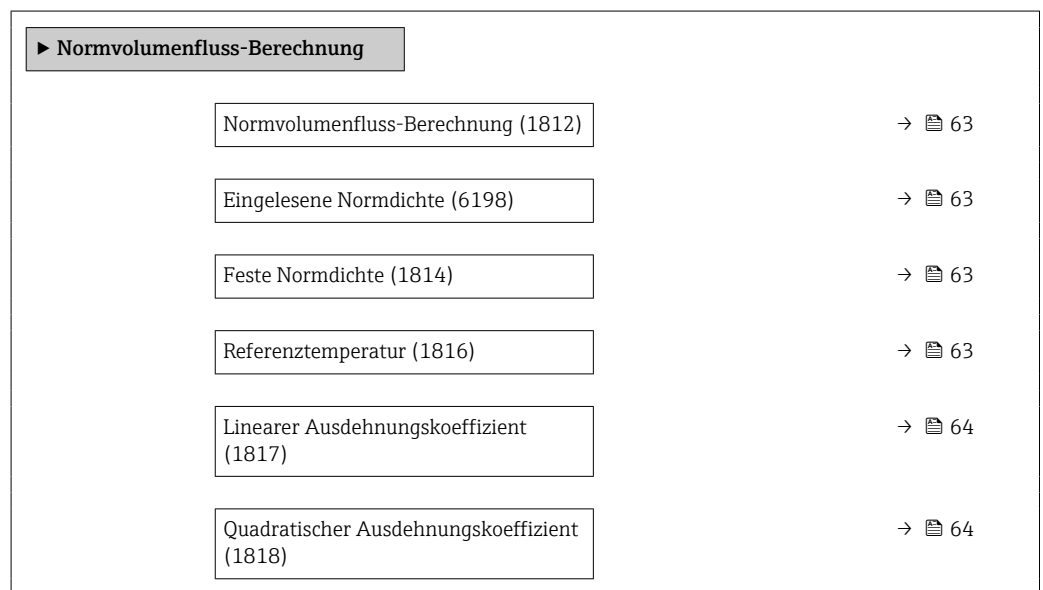 ▶ Normvolumenfluss-Berechnung
Normvolumenfluss-Berechnung (1812) → 63
Eingelesene Normdichte (6198) → 63
Feste Normdichte (1814) → 63
Referenztemperatur (1816) → 63
Linearer Ausdehnungskoeffizient → 64
(1817)
Quadratischer Ausdehnungskoeffizient → 64
(1818)